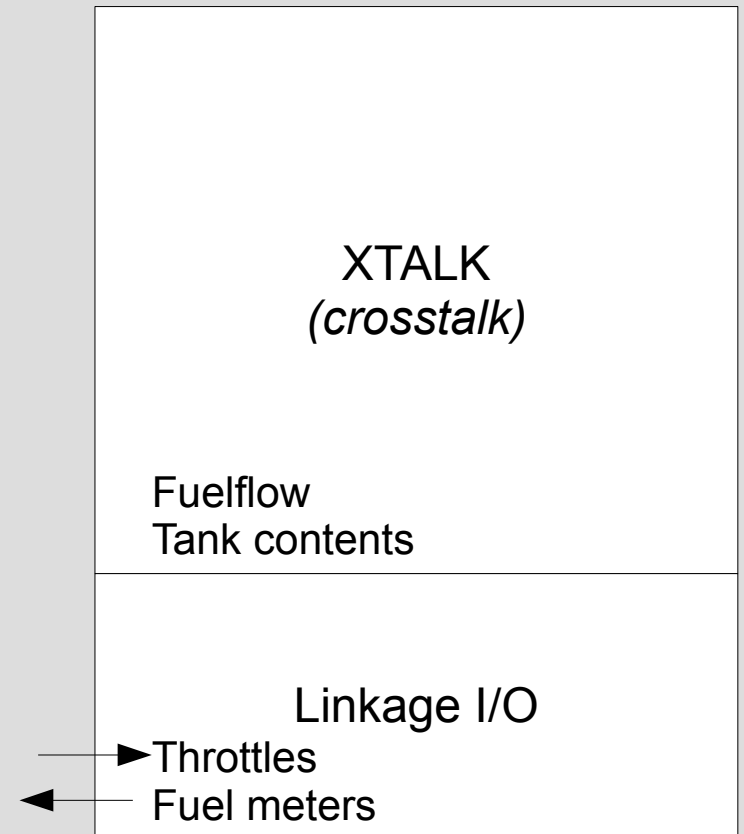 XTALK
(crosstalk)
Fuelflow
Tank contents
Linkage I/O
Throttles
Fuel meters